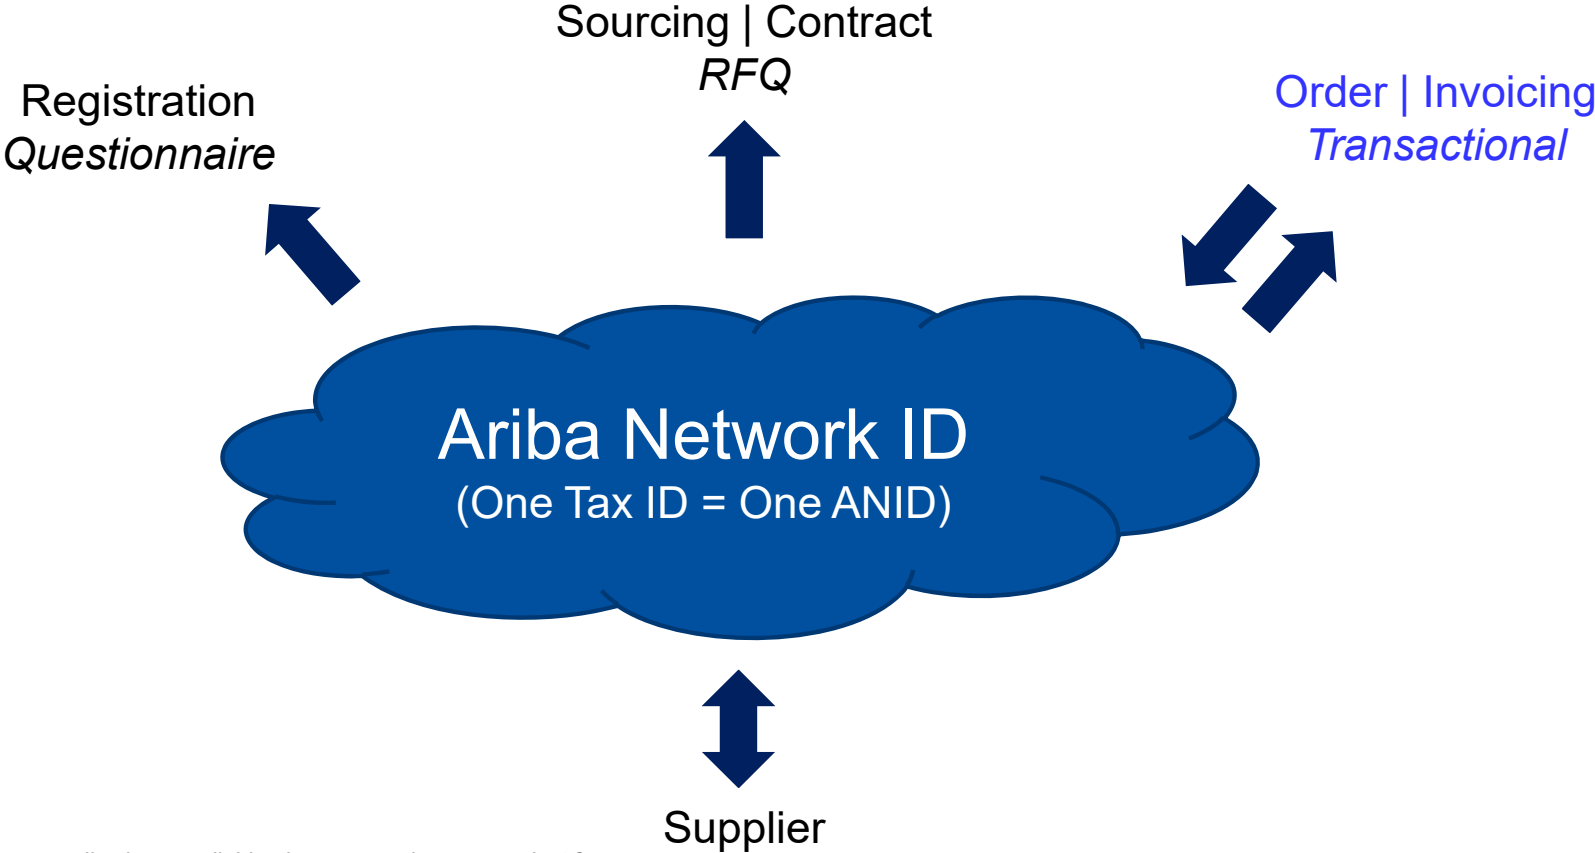 Sourcing | Contract
RFQ
Registration
Questionnaire
Order | Invoicing
Transactional
Ariba Network ID
(One Tax ID = One ANID)
Supplier